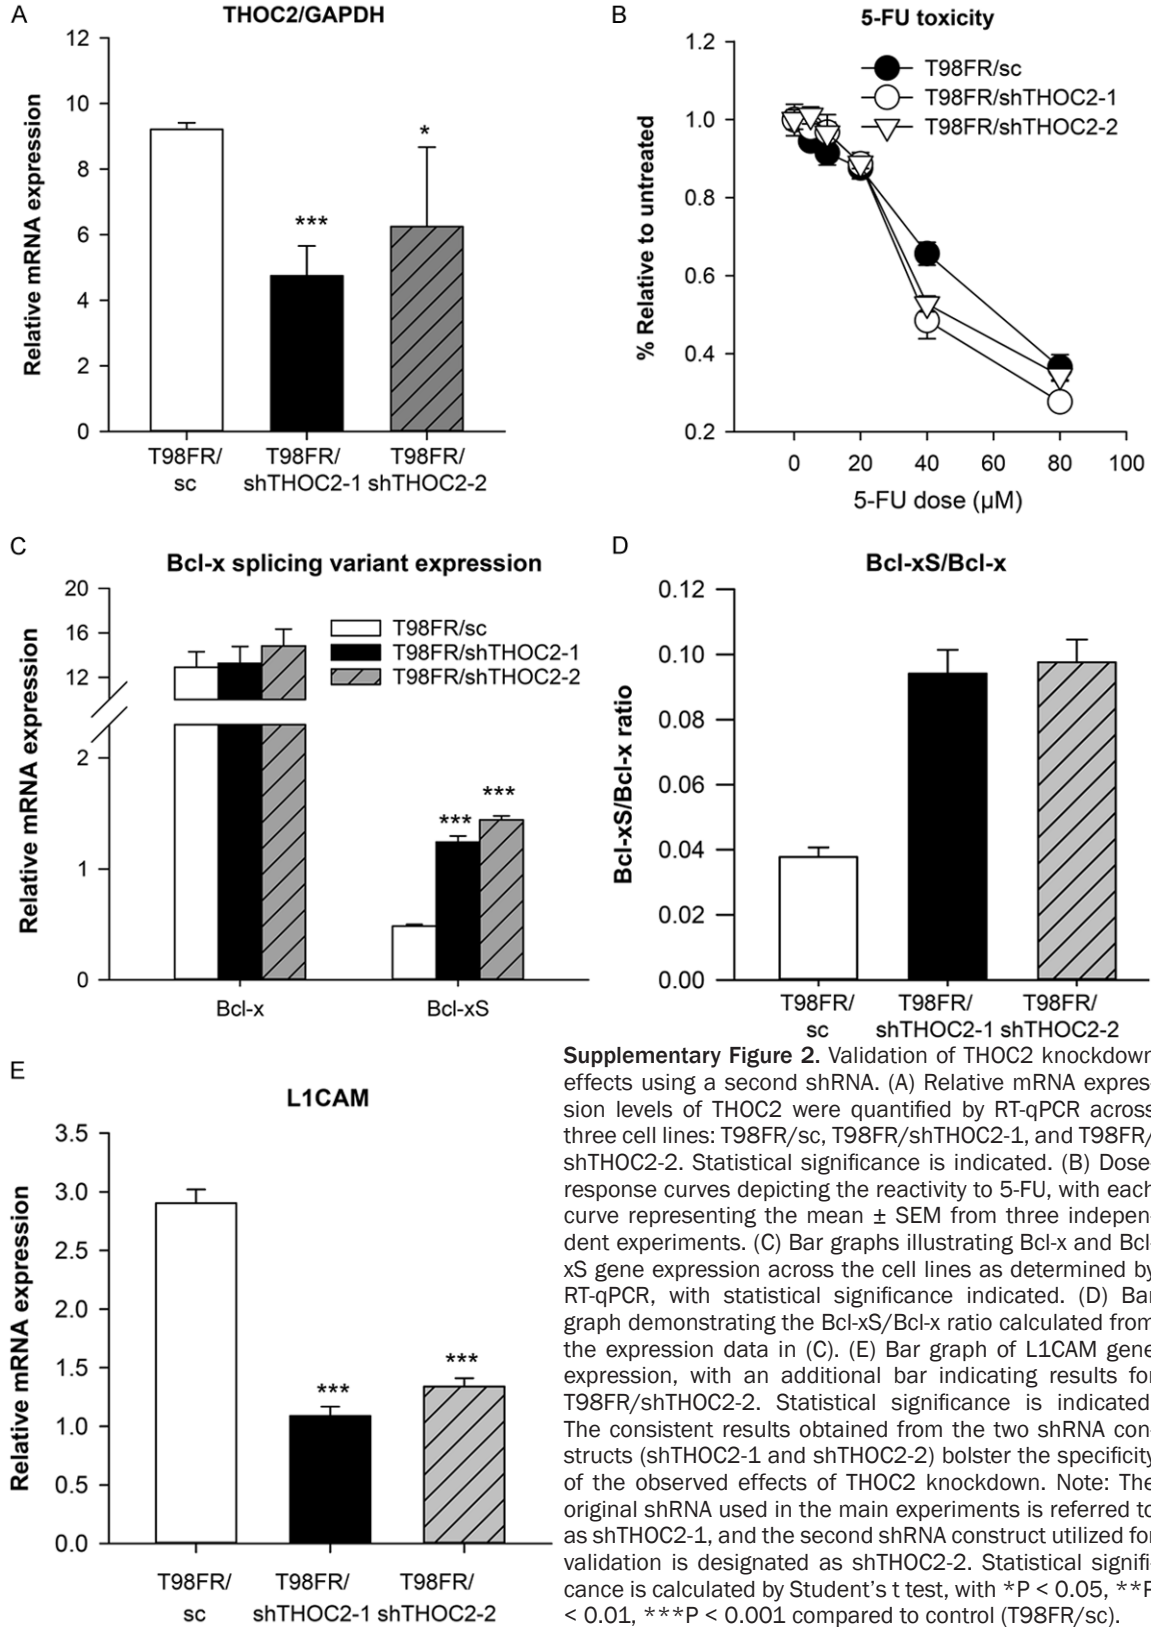 A
THOC2/GAPDH
12
10
8
6
4
2
0
Relative mRNA expression
***
*
T98FR/ T98FR/ T98FR/
sc shTHOC2-1 shTHOC2-2
B
5-FU toxicity
1.2
1.0
0.8
0.6
0.4
0.2
% Relative to untreated
T98FR/sc
T98FR/shTHOC2-1
T98FR/shTHOC2-2
0 20 40 60 80 100
5-FU dose (µM)
C
Bcl-x splicing variant expression
20
16
12
2
1
0
Relative mRNA expression
T98FR/sc
T98FR/shTHOC2-1
T98FR/shTHOC2-2
***
***
Bcl-x Bcl-xS
D
Bcl-xS/Bcl-x
0.12
0.10
0.08
0.06
0.04
0.02
0.00
Bcl-xS/Bcl-x ratio
T98FR/ T98FR/ T98FR/
sc shTHOC2-1 shTHOC2-2
E
L1CAM
3.5
3.0
2.5
2.0
1.5
1.0
0.5
0.0
Relative mRNA expression
***
***
T98FR/ T98FR/ T98FR/
sc shTHOC2-1 shTHOC2-2
Supplementary Figure 2. Validation of THOC2 knockdown
effects using a second shRNA. (A) Relative mRNA expres-
sion levels of THOC2 were quantified by RT-qPCR across
three cell lines: T98FR/sc, T98FR/shTHOC2-1, and T98FR/
shTHOC2-2. Statistical significance is indicated. (B) Dose-
response curves depicting the reactivity to 5-FU, with each
curve representing the mean ± SEM from three indepen-
dent experiments. (C) Bar graphs illustrating Bcl-x and Bcl-
xS gene expression across the cell lines as determined by
RT-qPCR, with statistical significance indicated. (D) Bar
graph demonstrating the Bcl-xS/Bcl-x ratio calculated from
the expression data in (C). (E) Bar graph of L1CAM gene
expression, with an additional bar indicating results for
T98FR/shTHOC2-2. Statistical significance is indicated
The consistent results obtained from the two shRNA con-
structs (shTHOC2-1 and shTHOC2-2) bolster the specificity
of the observed effects of THOC2 knockdown. Note: The
original shRNA used in the main experiments is referred to
as shTHOC2-1, and the second shRNA construct utilized for
validation is designated as shTHOC2-2. Statistical signifi-
cance is calculated by Student's t test, with *P < 0.05, **P
< 0.01, ***P < 0.001 compared to control (T98FR/sc).